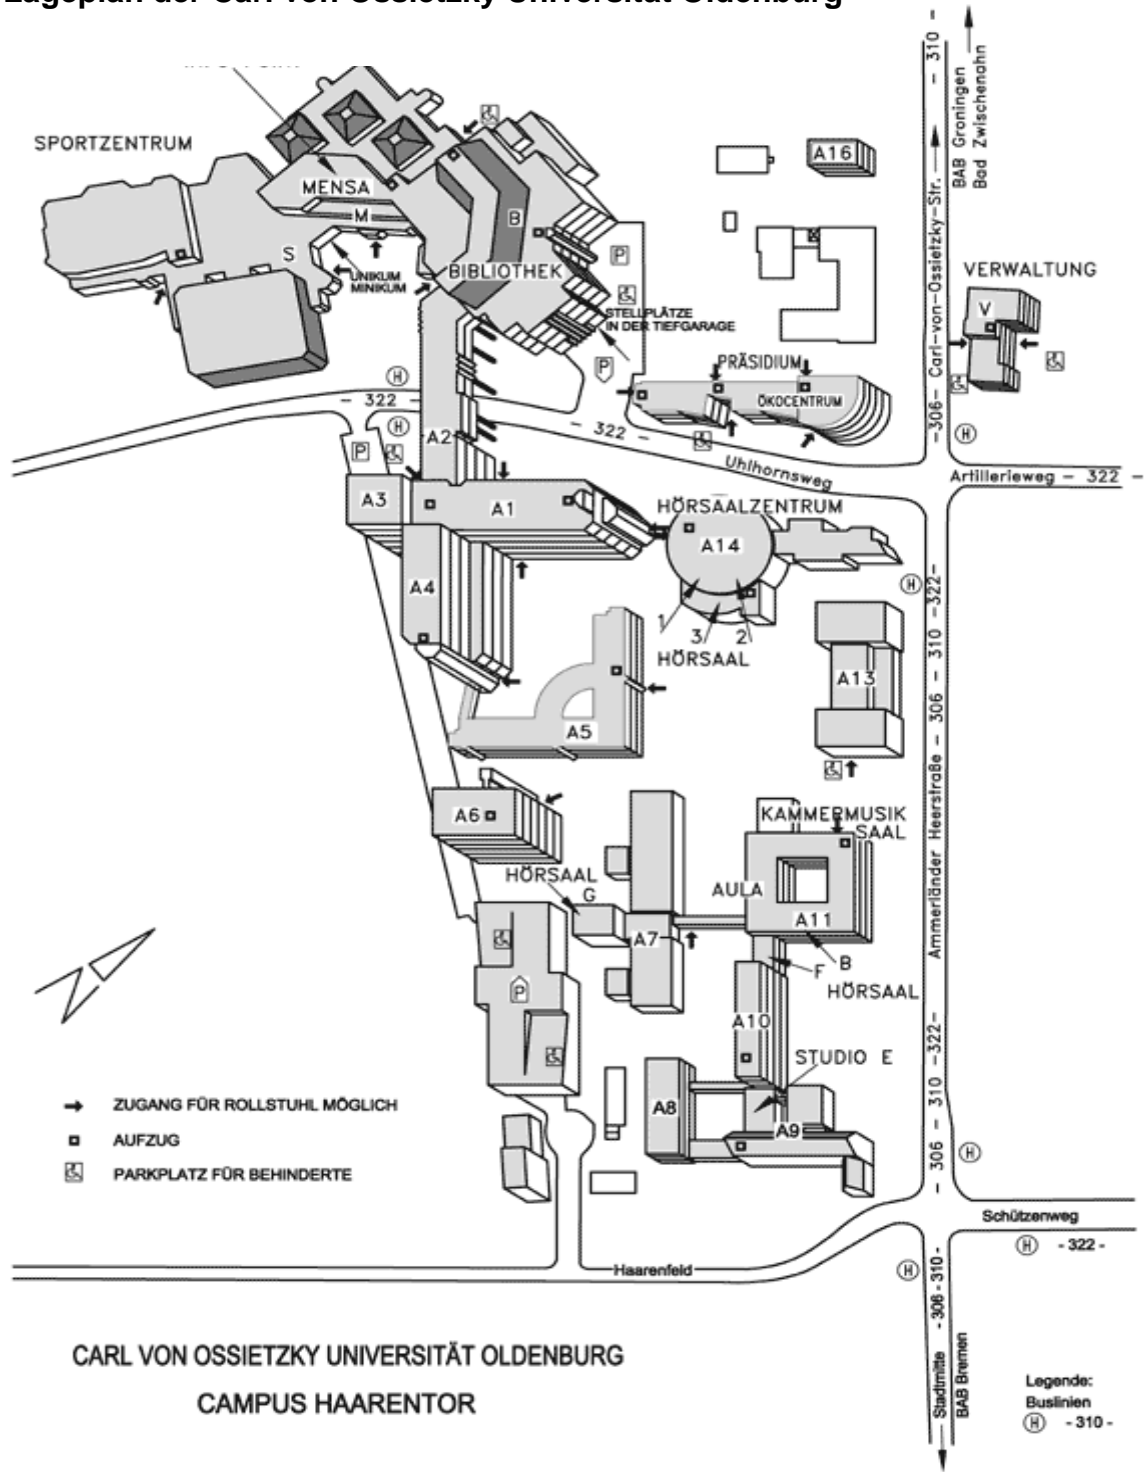 Lageplan der Carl von Ossietzky Universität Oldenburg
SPORTZENTRUM
MENSA
M
S
UNIKUM
MINIKUM
B
BIBLIOTHEK
P
STELLPLÄTZE
IN DER TIEFGARAGE
P
A16
- 310 -
BAB Groningen
Bad Zwischenahn
-306- Carl-von-Ossietzky-Str. -
VERWALTUNG
V
PRÄSIDIUM
ÖKOCENTRUM
H
- 322
H
- 322 -
Uhlhornsweg
H
Artillerieweg - 322 -
A2
P
A3
A1
A4
HÖRSAALZENTRUM
A14
1
3
2
HÖRSAAL
H
A13
A5
A6
KAMMERMUSIK
SAAL
HÖRSAAL
G
AULA
A11
A7
B
F
HÖRSAAL
P
A10
STUDIO E
A8
A9
- 306 - 310 -322- Ammerländer Heerstraße - 306 - 310 -322-
ZUGANG FÜR ROLLSTUHL MÖGLICH
AUFZUG
PARKPLATZ FÜR BEHINDERTE
H
Schützenweg
H - 322 -
Haarenfeld
H
- 306 - 310 -
Stadtmitte
BAB Bremen
CARL VON OSSIETZKY UNIVERSITÄT OLDENBURG
CAMPUS HAARENTOR
Legende:
Buslinien
H - 310 -